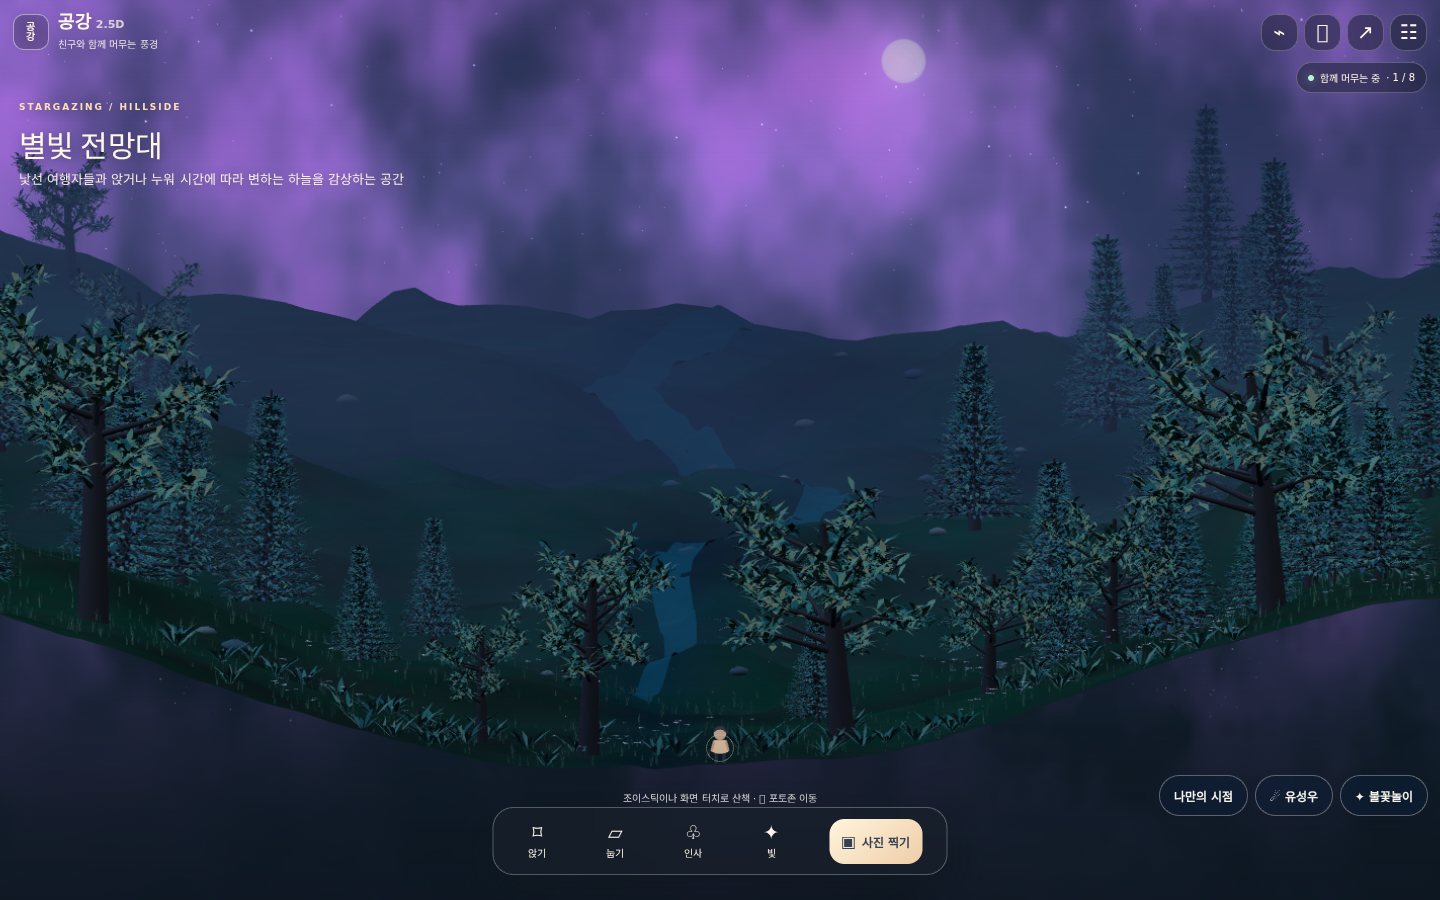 공강
공강 2.5D
친구와 함께 머무는 풍경
함께 머무는 중 · 1 / 8
STARGAZING / HILLSIDE
별빛 전망대
낯선 여행자들과 앉거나 누워 시간에 따라 변하는 하늘을 감상하는 공간
나만의 시점
☄ 유성우
✦ 불꽃놀이
조이스틱이나 화면 터치로 산책 · 포토존 이동
앉기
눕기
인사
빛
사진 찍기